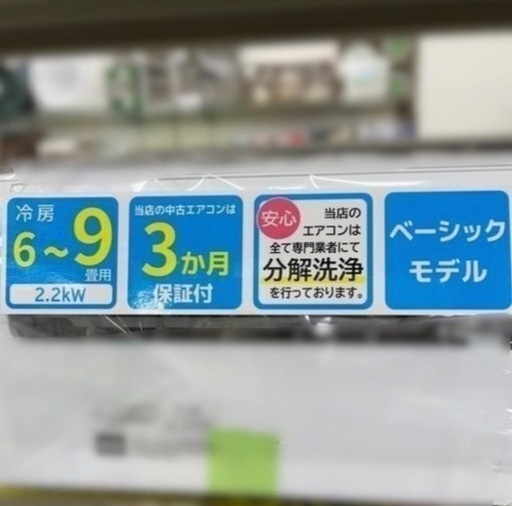 冷房
6～9
畳用
2.2kW
当店の中古エアコンは
3か月
保証付
安心
当店の
エアコンは
全て専門業者にて
分解洗浄
を行っております。
ベーシック
モデル